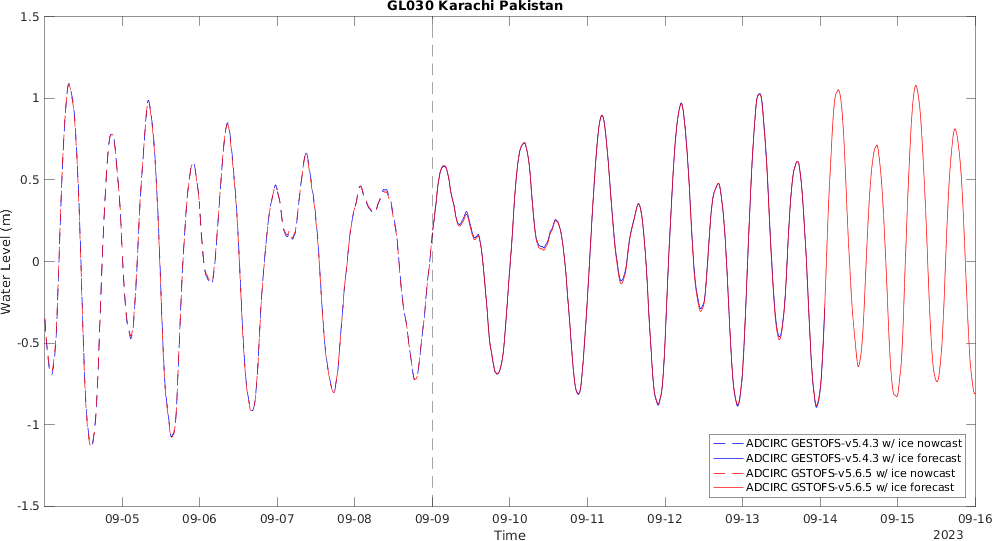 GL030 Karachi Pakistan
1.5
1
0.5
0
-0.5
-1
-1.5
Water Level (m)
ADCIRC GESTOFS-v5.4.3 w/ ice nowcast
ADCIRC GESTOFS-v5.4.3 w/ ice forecast
ADCIRC GSTOFS-v5.6.5 w/ ice nowcast
ADCIRC GSTOFS-v5.6.5 w/ ice forecast
09-05 09-06 09-07 09-08 09-09 09-10 09-11 09-12 09-13 09-14 09-15 09-16
Time
2023